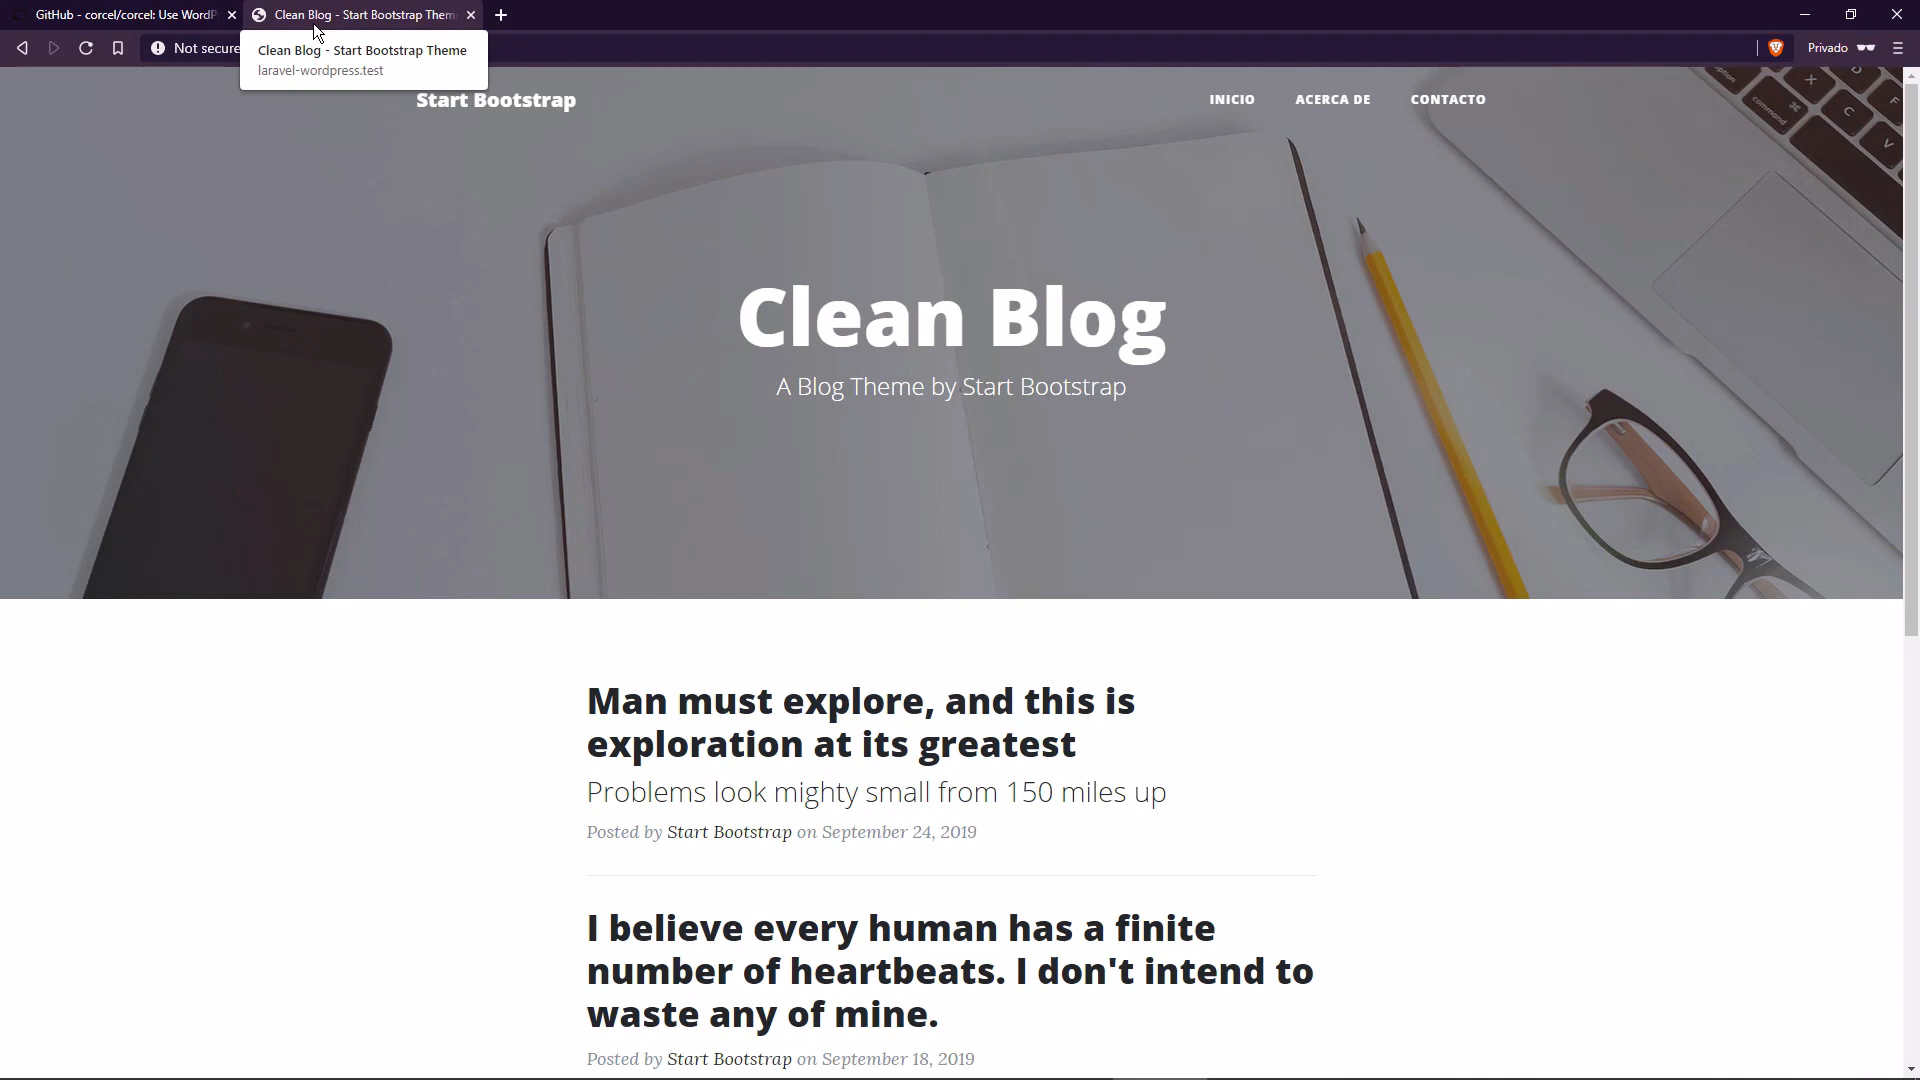 GitHub - corcel/corcel: Use WordP
Clean Blog - Start Bootstrap Them
Not secure
Clean Blog - Start Bootstrap Theme
laravel-wordpress.test
Privado
Start Bootstrap
INICIO
ACERCA DE
CONTACTO
option
command
C
V
F
D
Clean Blog
A Blog Theme by Start Bootstrap
Man must explore, and this is
exploration at its greatest
Problems look mighty small from 150 miles up
Posted by Start Bootstrap on September 24, 2019
I believe every human has a finite
number of heartbeats. I don't intend to
waste any of mine.
Posted by Start Bootstrap on September 18, 2019